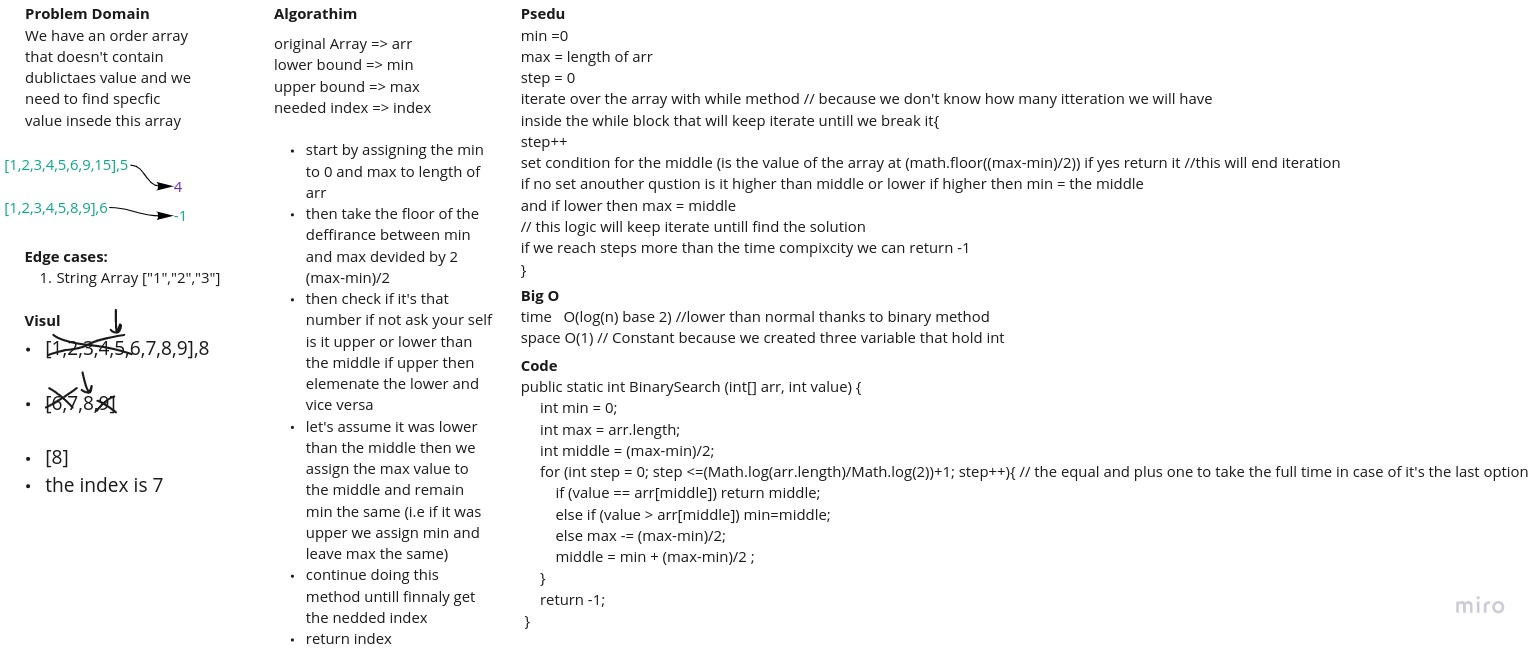 Problem Domain
We have an order array
that doesn't contain
dublictaes value and we
need to find specfic
value insede this array
[1,2,3,4,5,6,9,15],5
4
[1,2,3,4,5,8,9],6
-1
Edge cases:
1. String Array ["1","2","3"]
Visul
• [1,2,3,4,5,6,7,8,9],8
• [6,7,8,9]
• [8]
• the index is 7
Algorathim
original Array => arr
lower bound => min
upper bound => max
needed index => index
• start by assigning the min
to 0 and max to length of
arr
• then take the floor of the
deffirance between min
and max devided by 2
(max-min)/2
• then check if it's that
number if not ask your self
is it upper or lower than
the middle if upper then
elemenate the lower and
vice versa
• let's assume it was lower
than the middle then we
assign the max value to
the middle and remain
min the same (i.e if it was
upper we assign min and
leave max the same)
• continue doing this
method untill finnaly get
the nedded index
• return index
Psedu
min =0
max = length of arr
step = 0
iterate over the array with while method // because we don't know how many itteration we will have
inside the while block that will keep iterate untill we break it{
step++
set condition for the middle (is the value of the array at (math.floor((max-min)/2)) if yes return it //this will end iteration
if no set anouther qustion is it higher than middle or lower if higher then min = the middle
and if lower then max = middle
// this logic will keep iterate untill find the solution
if we reach steps more than the time compixcity we can return -1
}
Big O
time   O(log(n) base 2) //lower than normal thanks to binary method
space O(1) // Constant because we created three variable that hold int
Code
public static int BinarySearch (int[] arr, int value) {
int min = 0;
int max = arr.length;
int middle = (max-min)/2;
for (int step = 0; step <=(Math.log(arr.length)/Math.log(2))+1; step++){ // the equal and plus one to take the full time in case of it's the last option
if (value == arr[middle]) return middle;
else if (value > arr[middle]) min=middle;
else max -= (max-min)/2;
middle = min + (max-min)/2 ;
}
return -1;
}
miro